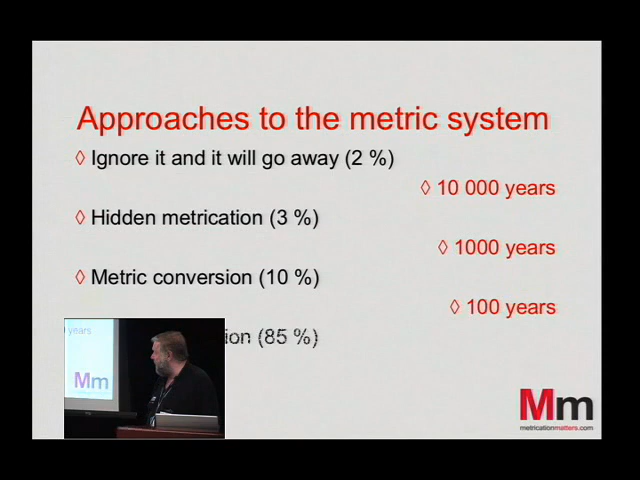 Approaches to the metric system
◊ Ignore it and it will go away (2 %)
◊ 10 000 years
◊ Hidden metrication (3 %)
◊ 1000 years
◊ Metric conversion (10 %)
◊ 100 years
ion (85 %)
years
Mm
Mm
metricationmatters.com